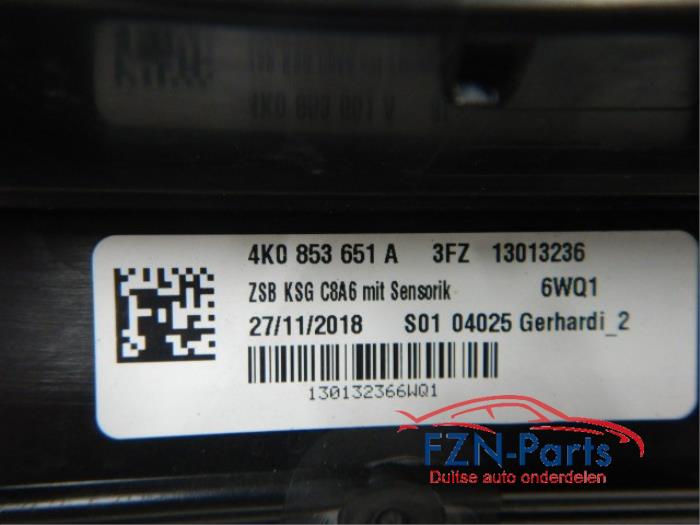 4K0 853 651 A 3FZ 13013236
ZSB KSG C8A6 mit Sensorik 6WQ1
27/11/2018 S01 04025 Gerhardi_2
130132366WQ1
FZN-Parts
Duitse auto onderdelen